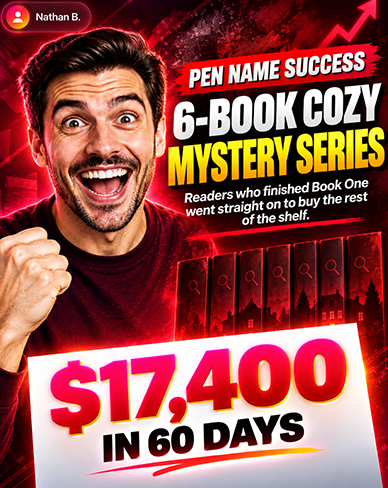 Nathan B.
PEN NAME SUCCESS
6-BOOK COZY
MYSTERY SERIES
Readers who finished Book One
went straight on to buy the rest
of the shelf.
$17,400
IN 60 DAYS